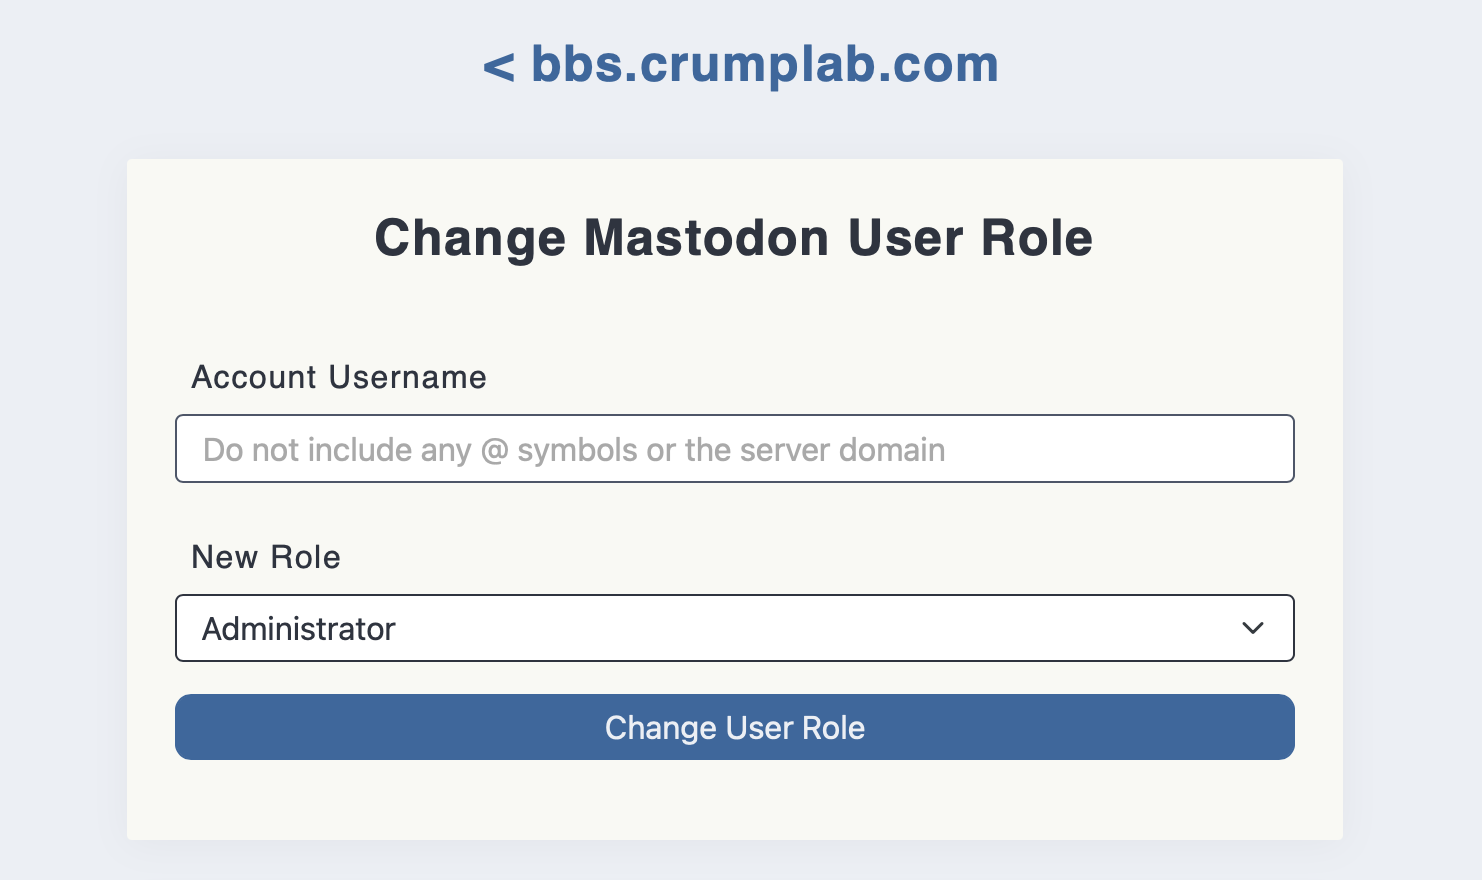 < bbs.crumplab.com
Change Mastodon User Role
Account Username
Do not include any @ symbols or the server domain
New Role
Administrator
Change User Role